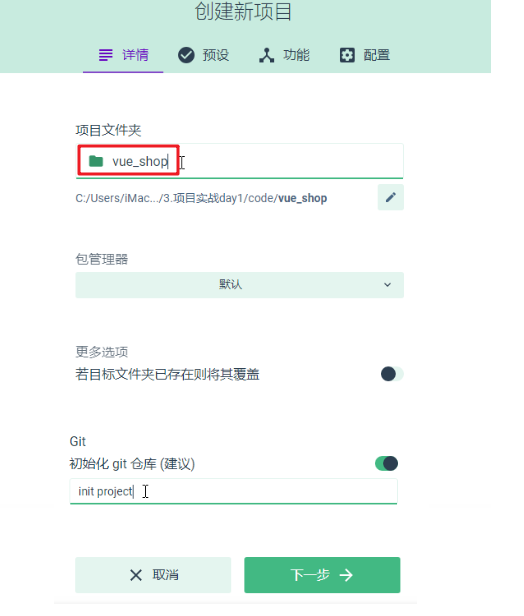 创建新项目
详情 预设 功能 配置
项目文件夹
vue_shop
C:/Users/iMac.../3.项目实战day1/code/vue_shop
包管理器
默认
更多选项
若目标文件夹已存在则将其覆盖
Git
初始化 git 仓库 (建议)
init project
取消 下一步